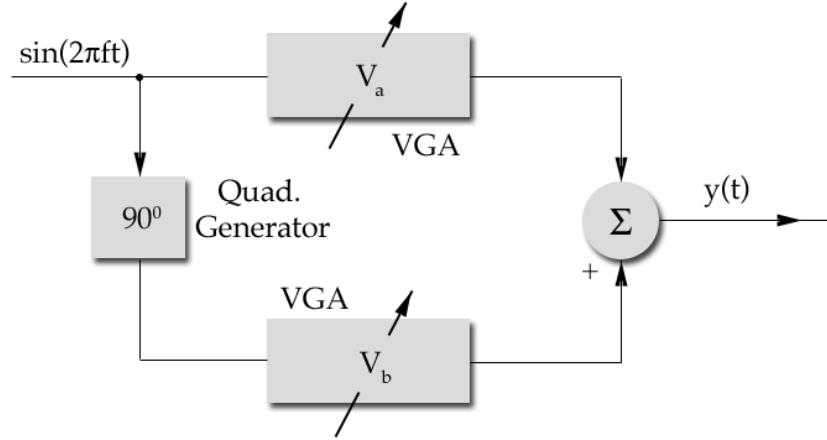 sin(2πft)
V_a
VGA
90⁰
Quad.
Generator
Σ
y(t)
+
VGA
V_b